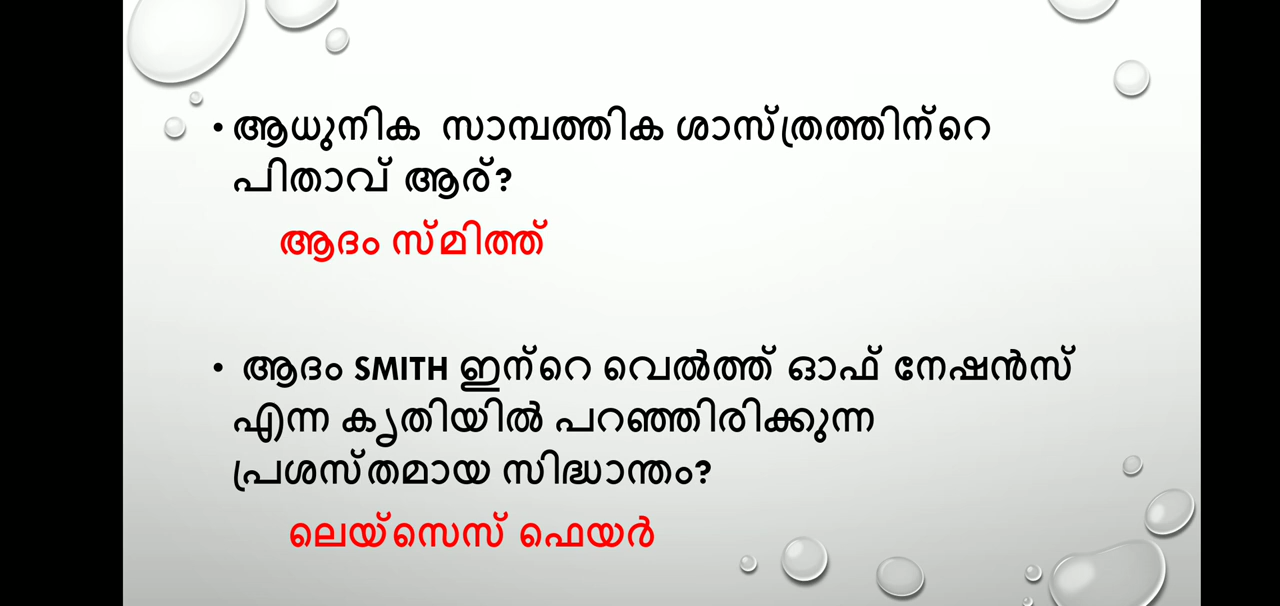 • ആധുനിക സാമ്പത്തിക ശാസ്ത്രത്തിന്റെ
പിതാവ് ആര്?
ആദം സ്മിത്ത്
• ആദം SMITH ഇന്റെ വെൽത്ത് ഓഫ് നേഷൻസ്
എന്ന കൃതിയിൽ പറഞ്ഞിരിക്കുന്ന
പ്രശസ്തമായ സിദ്ധാന്തം?
ലെയ്സെസ് ഫെയർ